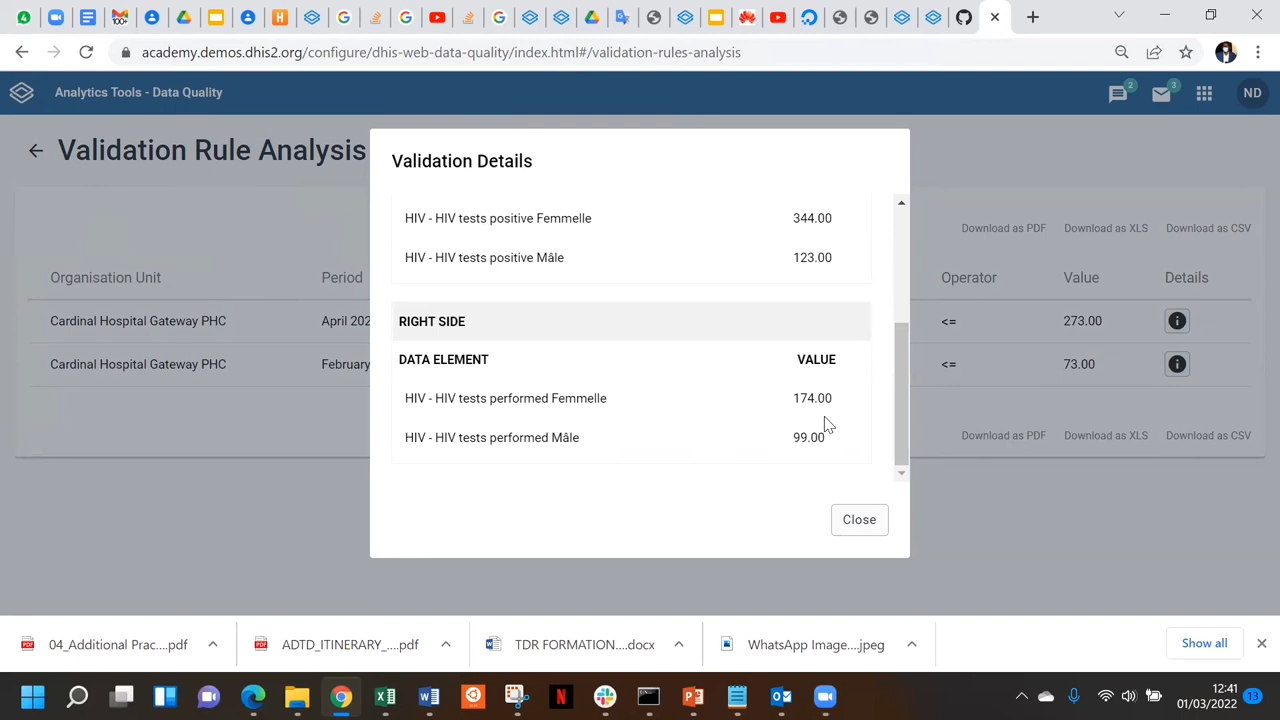 academy.demos.dhis2.org/configure/dhis-web-data-quality/index.html#/validation-rules-analysis
Analytics Tools - Data Quality
2
3
ND
Validation Rule Analysis
Validation Details
HIV - HIV tests positive Femmelle 344.00
HIV - HIV tests positive Mâle 123.00
RIGHT SIDE
DATA ELEMENT VALUE
HIV - HIV tests performed Femmelle 174.00
HIV - HIV tests performed Mâle 99.00
Close
Download as PDF Download as XLS Download as CSV
Organisation Unit Period Operator Value Details
Cardinal Hospital Gateway PHC April 202 <= 273.00
Cardinal Hospital Gateway PHC February <= 73.00
Download as PDF Download as XLS Download as CSV
04_Additional Prac....pdf
ADTD_ITINERARY_....pdf
TDR FORMATION....docx
WhatsApp Image....jpeg
Show all
12:41
01/03/2022
13